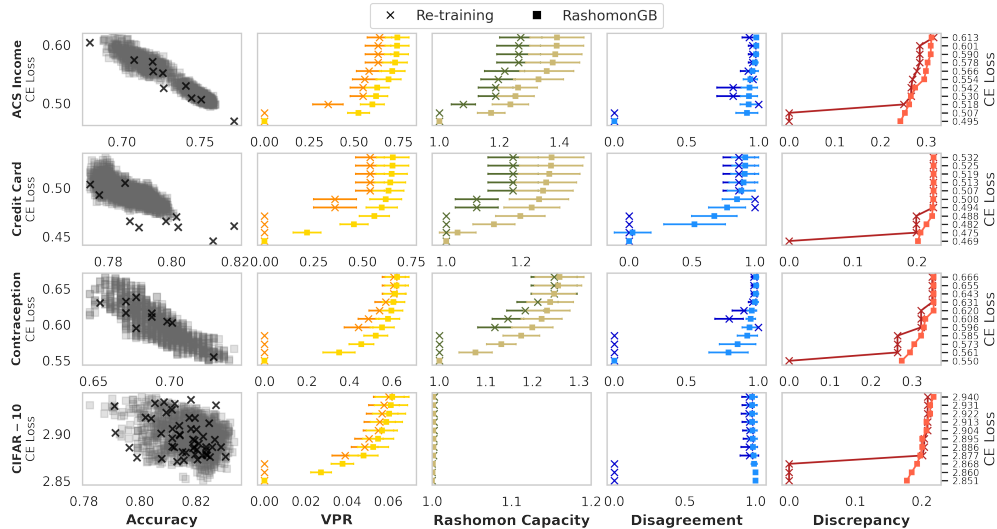 Re-training RashomonGB
ACS Income
CE Loss
0.60
0.50
0.70 0.75
0.00 0.25 0.50 0.75
1.0 1.2 1.4
0.0 0.5 1.0
0.0 0.1 0.2 0.3
0.613
0.601
0.590
0.578
0.566
0.554
0.542
0.530
0.518
0.507
0.495
Credit Card
CE Loss
0.50
0.45
0.78 0.80 0.82
0.00 0.25 0.50 0.75
1.0 1.2
0.0 0.5 1.0
0.0 0.2
0.532
0.525
0.519
0.513
0.507
0.500
0.494
0.488
0.482
0.475
0.469
CE Loss
Contraception
CE Loss
0.65
0.60
0.55
0.65 0.70
0.0 0.2 0.4 0.6
1.0 1.1 1.2 1.3
0.0 0.5 1.0
0.0 0.1 0.2 0.3
0.666
0.655
0.643
0.631
0.620
0.608
0.596
0.585
0.573
0.561
0.550
CIFAR−10
CE Loss
2.90
2.85
0.78 0.80 0.82
0.00 0.02 0.04 0.06
1.0 1.1 1.2
0.0 0.5 1.0
0.0 0.1 0.2
2.940
2.931
2.922
2.913
2.904
2.895
2.886
2.877
2.868
2.860
2.851
CE Loss
Accuracy VPR Rashomon Capacity Disagreement Discrepancy